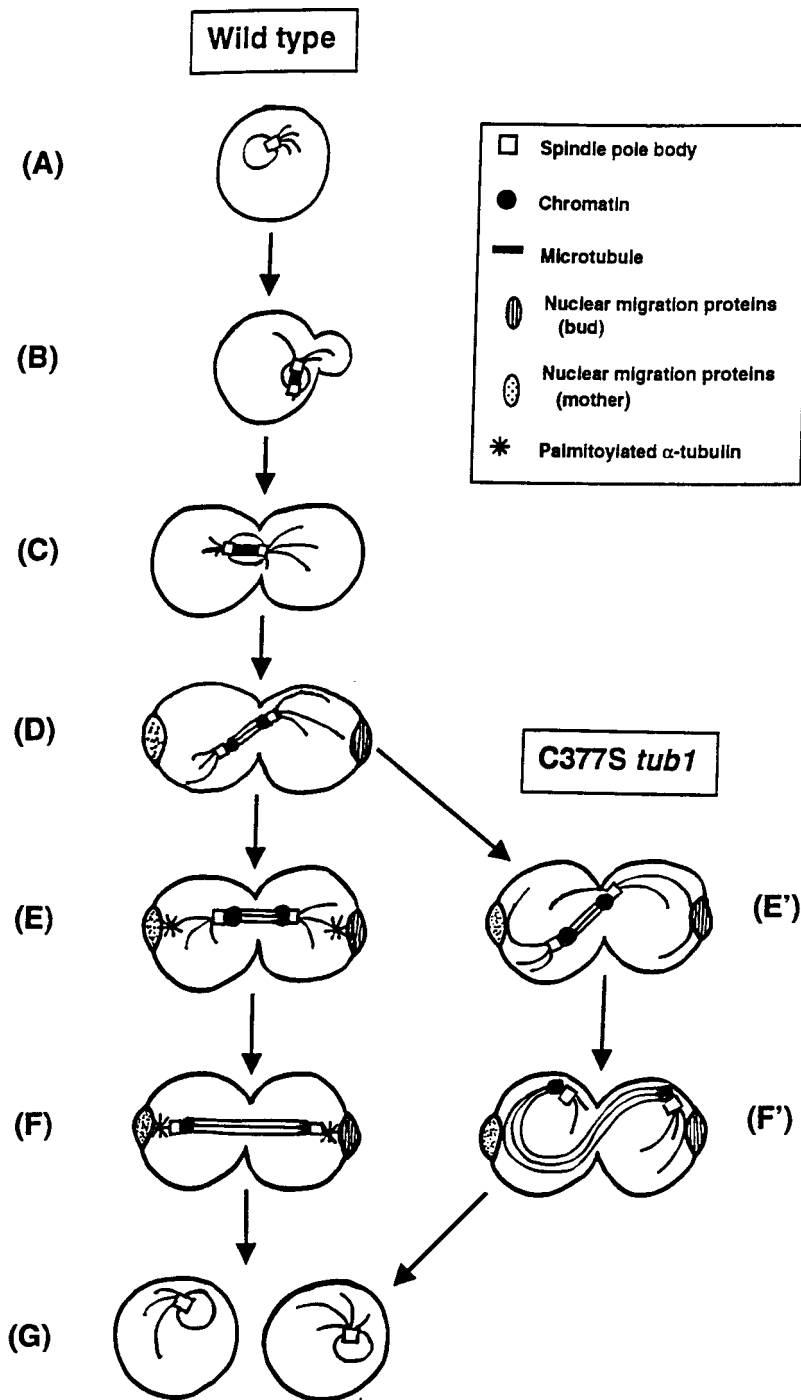 Wild type
(A)
Spindle pole body
Chromatin
Microtubule
Nuclear migration proteins
(bud)
Nuclear migration proteins
(mother)
Palmitoylated α-tubulin
(B)
(C)
(D)
C377S tub1
(E)
(E')
(F)
(F')
(G)